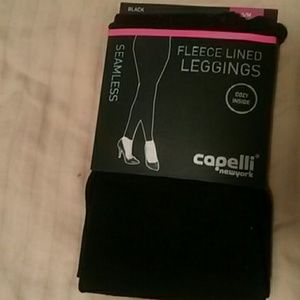 BLACK
S/M
SEAMLESS
FLEECE LINED
LEGGINGS
COZY
INSIDE
capelli
newyork